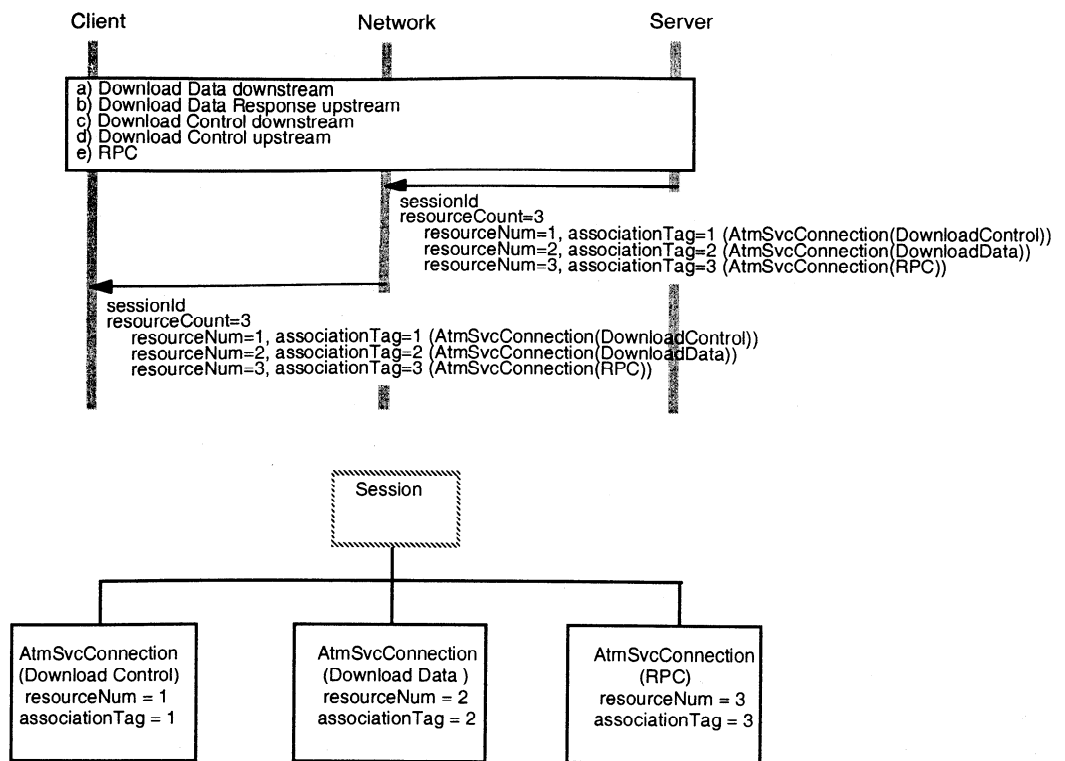 Client
Network
Server
a) Download Data downstream
b) Download Data Response upstream
c) Download Control downstream
d) Download Control upstream
e) RPC
sessionId
resourceCount=3
resourceNum=1, associationTag=1 (AtmSvcConnection(DownloadControl))
resourceNum=2, associationTag=2 (AtmSvcConnection(DownloadData))
resourceNum=3, associationTag=3 (AtmSvcConnection(RPC))
sessionId
resourceCount=3
resourceNum=1, associationTag=1 (AtmSvcConnection(DownloadControl))
resourceNum=2, associationTag=2 (AtmSvcConnection(DownloadData))
resourceNum=3, associationTag=3 (AtmSvcConnection(RPC))
Session
AtmSvcConnection
(Download Control)
resourceNum = 1
associationTag = 1
AtmSvcConnection
(Download Data )
resourceNum = 2
associationTag = 2
AtmSvcConnection
(RPC)
resourceNum = 3
associationTag = 3